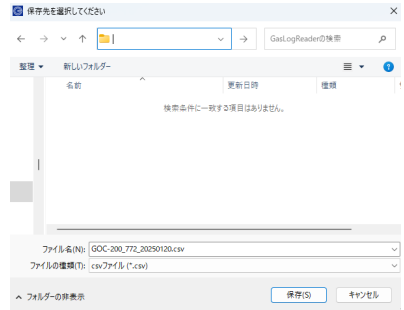 保存先を選択してください
GasLogReaderの検索
整理
新しいフォルダー
名前
更新日時
種類
検索条件に一致する項目はありません。
ファイル名(N): GOC-200_772_20250120.csv
ファイルの種類(T): csvファイル (*.csv)
フォルダーの非表示
保存(S)
キャンセル